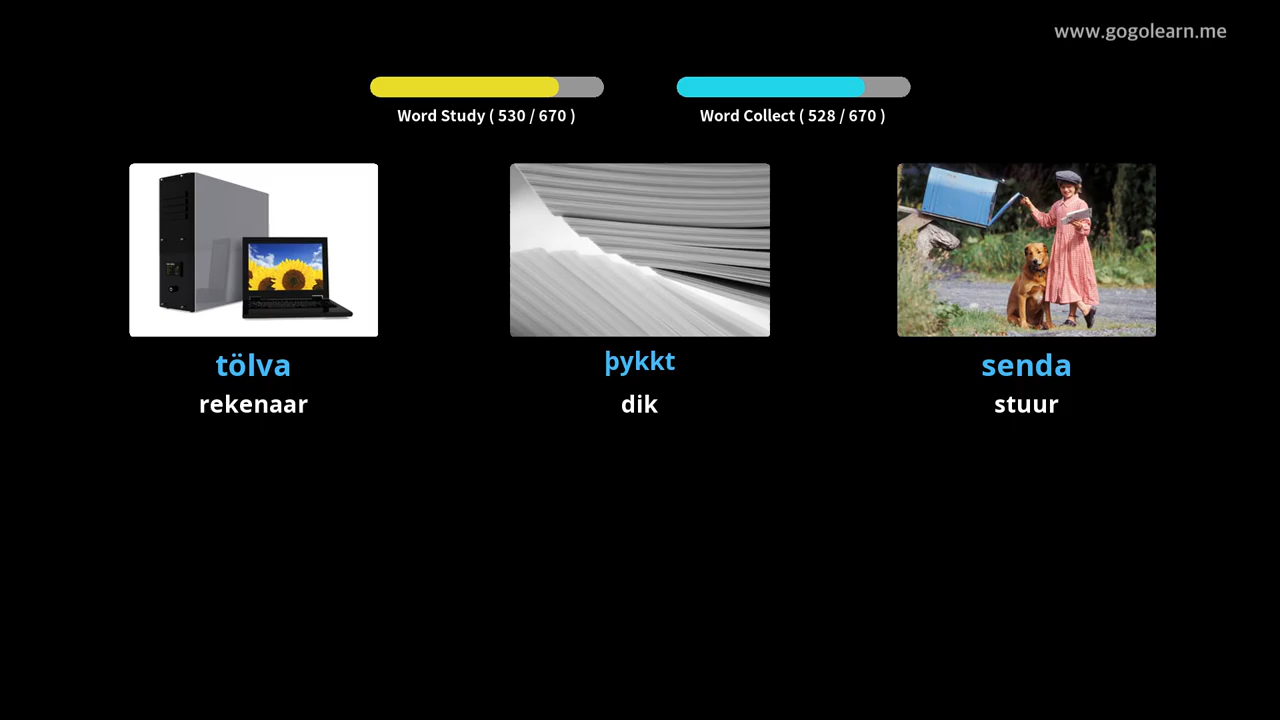 www.gogolearn.me
Word Study ( 530 / 670 )
Word Collect ( 528 / 670 )
tölva
þykkt
senda
rekenaar
dik
stuur